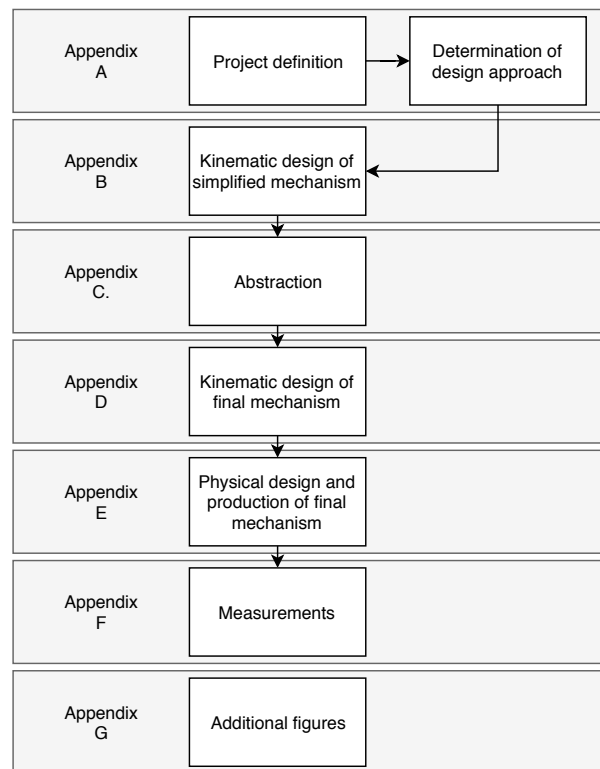 Appendix
A
Project definition
Determination of
design approach
Appendix
B
Kinematic design of
simplified mechanism
Appendix
C.
Abstraction
Appendix
D
Kinematic design of
final mechanism
Appendix
E
Physical design and
production of final
mechanism
Appendix
F
Measurements
Appendix
G
Additional figures